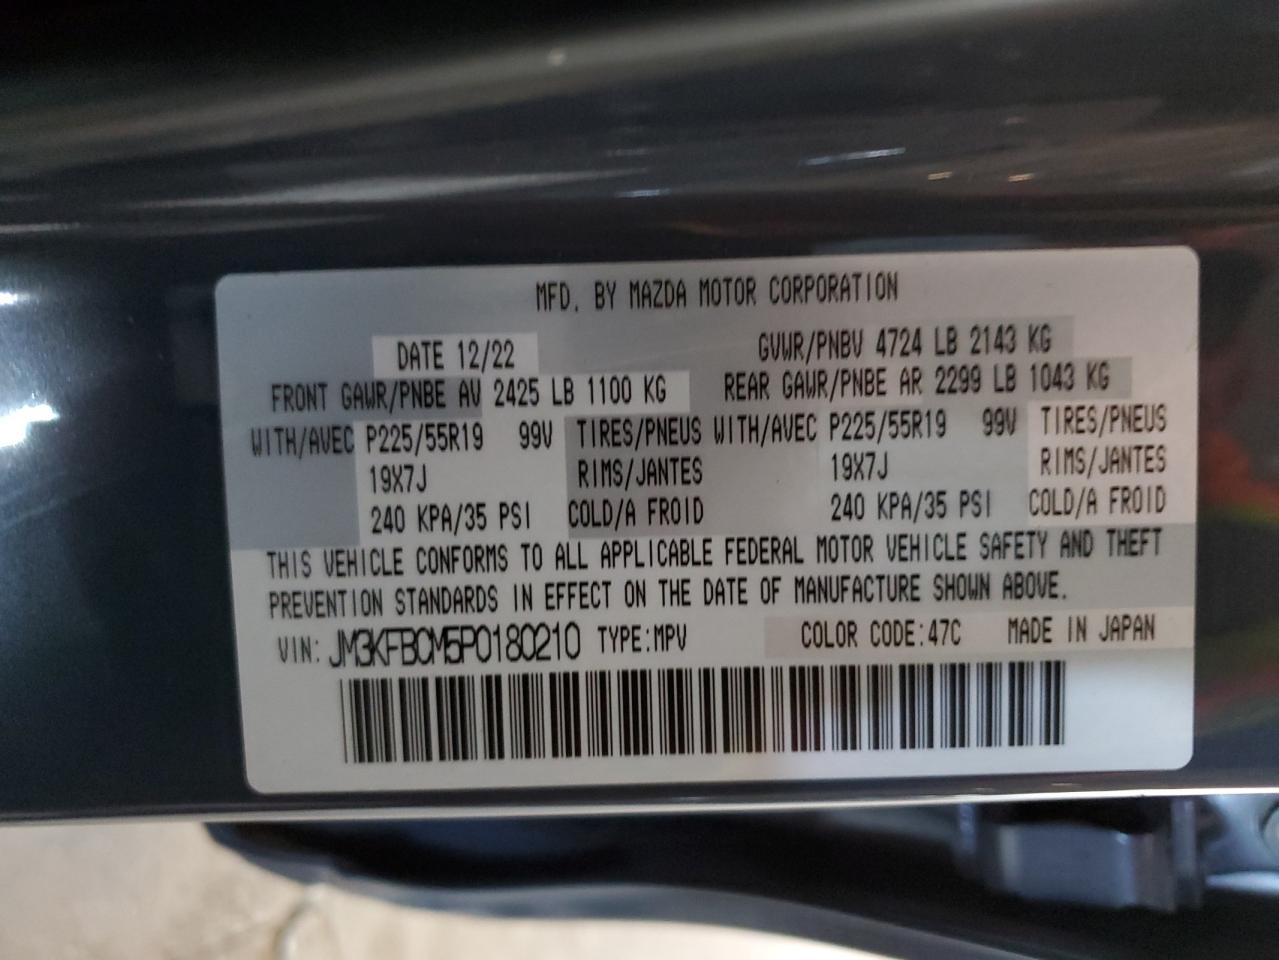 MFD. BY MAZDA MOTOR CORPORATION
DATE 12/22 GVWR/PNBV 4724 LB 2143 KG
FRONT GAWR/PNBE AV 2425 LB 1100 KG REAR GAWR/PNBE AR 2299 LB 1043 KG
WITH/AVEC P225/55R19 99V TIRES/PNEUS WITH/AVEC P225/55R19 99V TIRES/PNEUS
19X7J RIMS/JANTES 19X7J RIMS/JANTES
240 KPA/35 PSI COLD/A FROID 240 KPA/35 PSI COLD/A FROID
THIS VEHICLE CONFORMS TO ALL APPLICABLE FEDERAL MOTOR VEHICLE SAFETY AND THEFT
PREVENTION STANDARDS IN EFFECT ON THE DATE OF MANUFACTURE SHOWN ABOVE.
VIN: JM3KFBCM5P0180210 TYPE:MPV COLOR CODE:47C MADE IN JAPAN